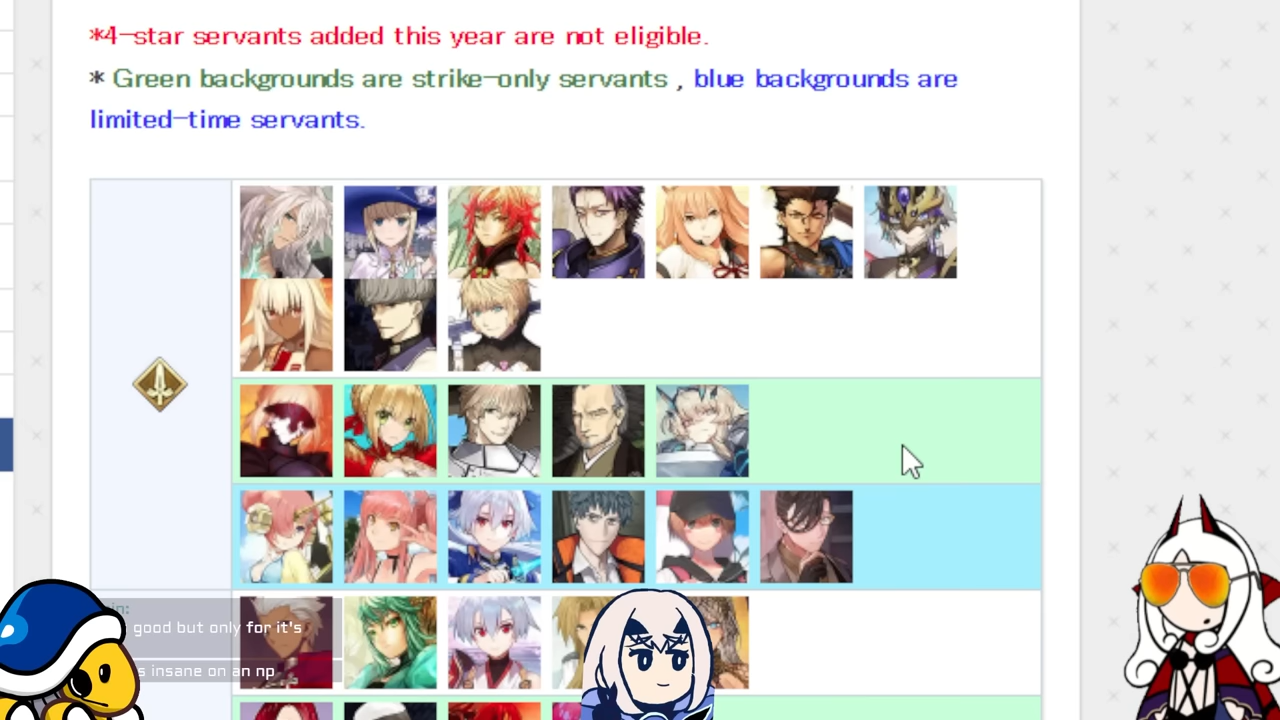 *4-star servants added this year are not eligible.
* Green backgrounds are strike-only servants , blue backgrounds are
limited-time servants.
good but only for it's
insane on an np